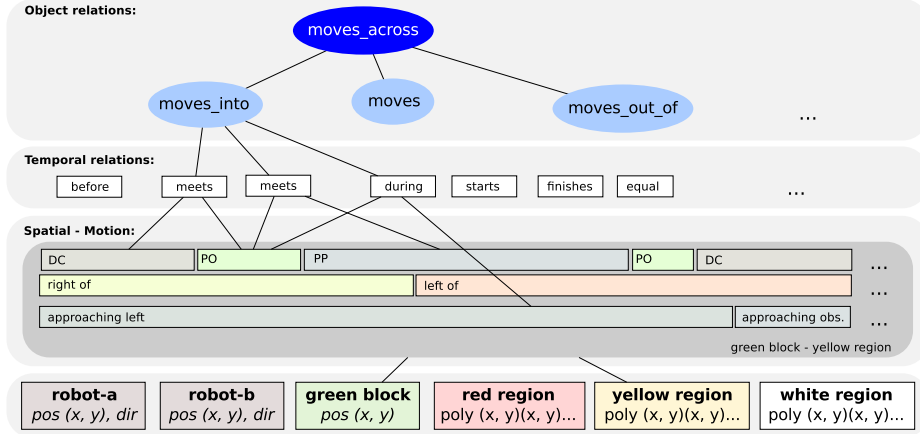 Object relations:
moves_across
moves_into
moves
moves_out_of
...
Temporal relations:
before
meets
meets
during
starts
finishes
equal
...
Spatial - Motion:
DC
PO
PP
PO
DC
...
right of
left of
...
approaching left
approaching obs.
...
green block - yellow region
robot-a
pos (x, y), dir
robot-b
pos (x, y), dir
green block
pos (x, y)
red region
poly (x, y)(x, y)...
yellow region
poly (x, y)(x, y)...
white region
poly (x, y)(x, y)...